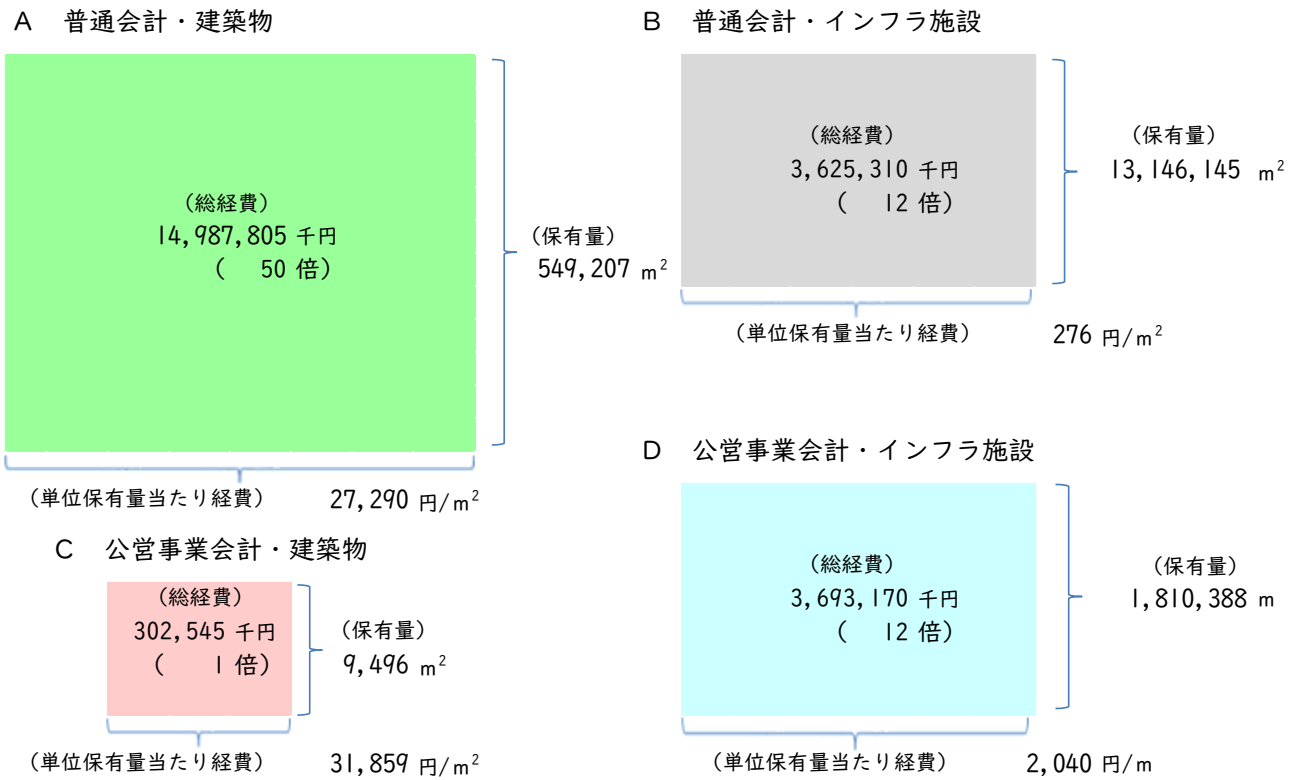 A　普通会計・建築物
(総経費)
14,987,805 千円
(　50 倍)
(保有量)
549,207 m²
(単位保有量当たり経費)　27,290 円/m²
B　普通会計・インフラ施設
(総経費)
3,625,310 千円
(　12 倍)
(保有量)
13,146,145 m²
(単位保有量当たり経費)　276 円/m²
C　公営事業会計・建築物
(総経費)
302,545 千円
(　1 倍)
(保有量)
9,496 m²
(単位保有量当たり経費)　31,859 円/m²
D　公営事業会計・インフラ施設
(総経費)
3,693,170 千円
(　12 倍)
(保有量)
1,810,388 m
(単位保有量当たり経費)　2,040 円/m